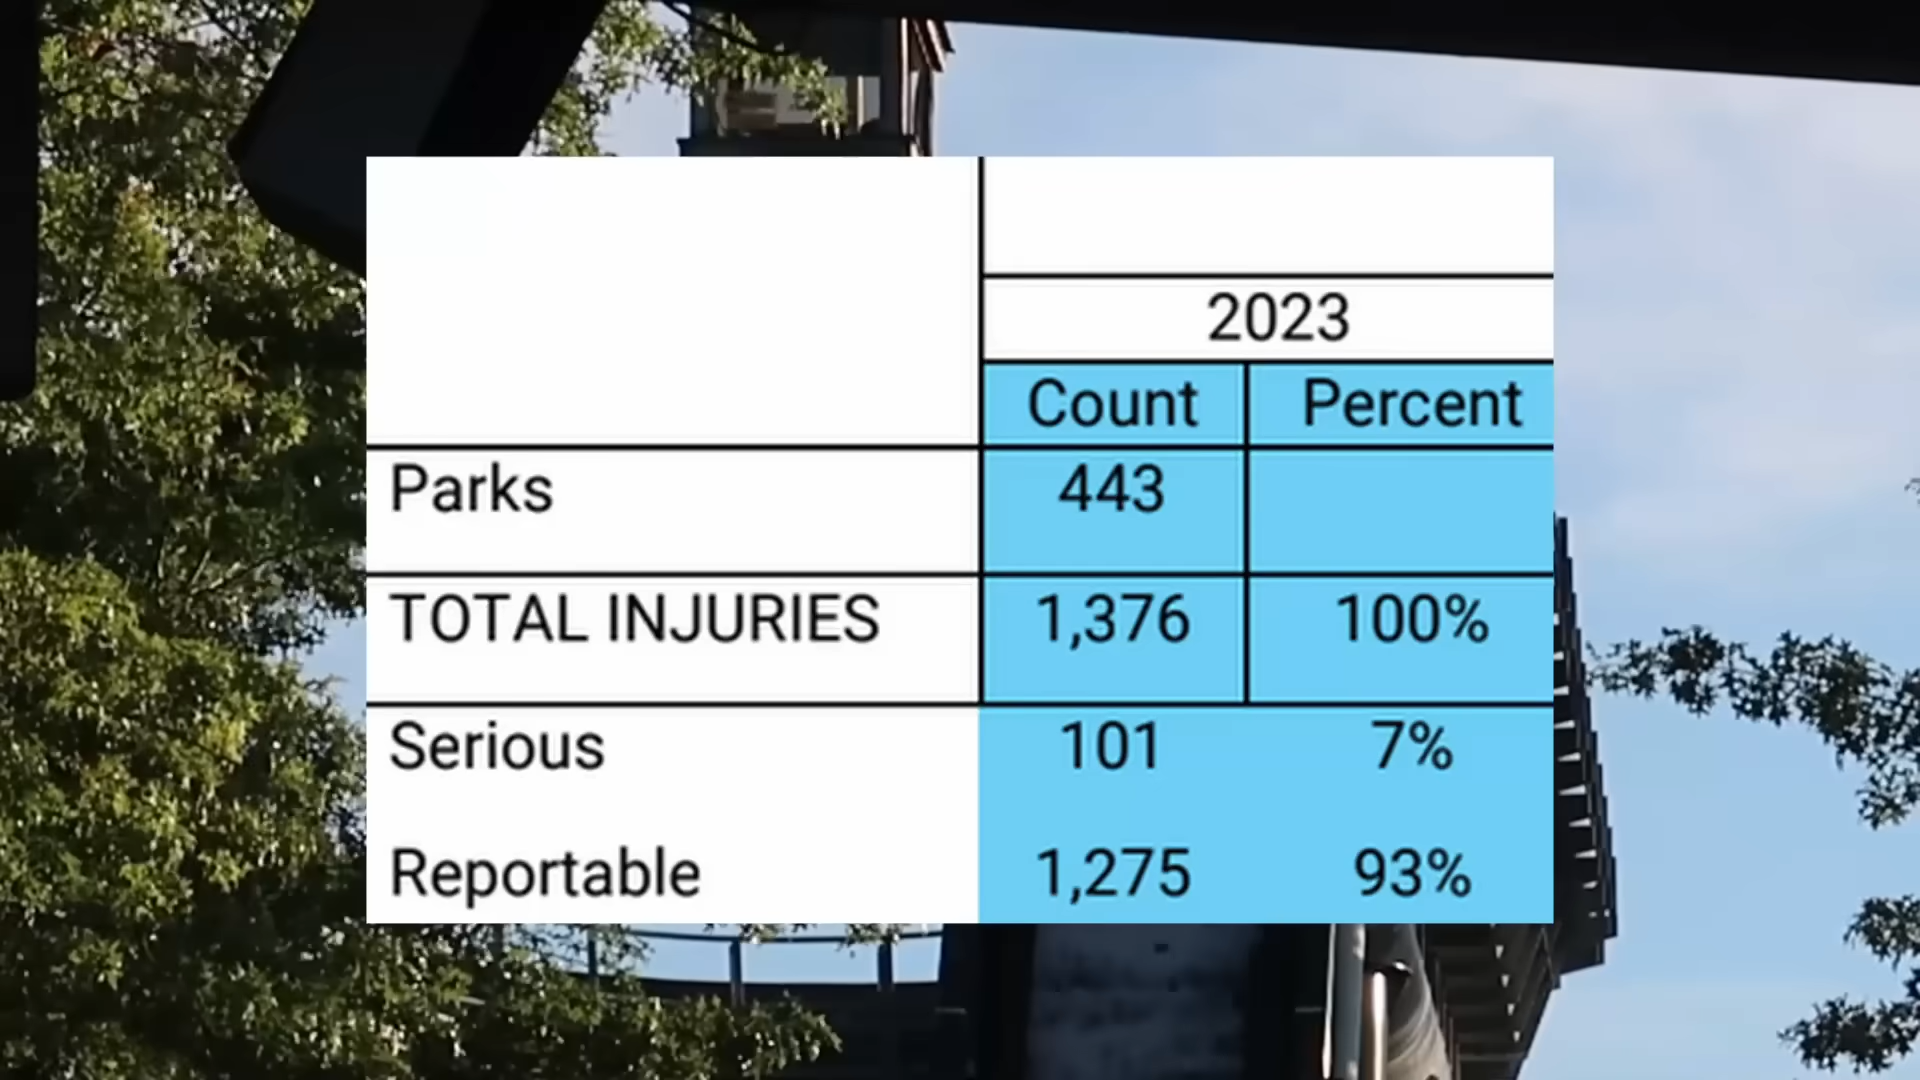 2023
Count Percent
Parks 443
TOTAL INJURIES 1,376 100%
Serious 101 7%
Reportable 1,275 93%